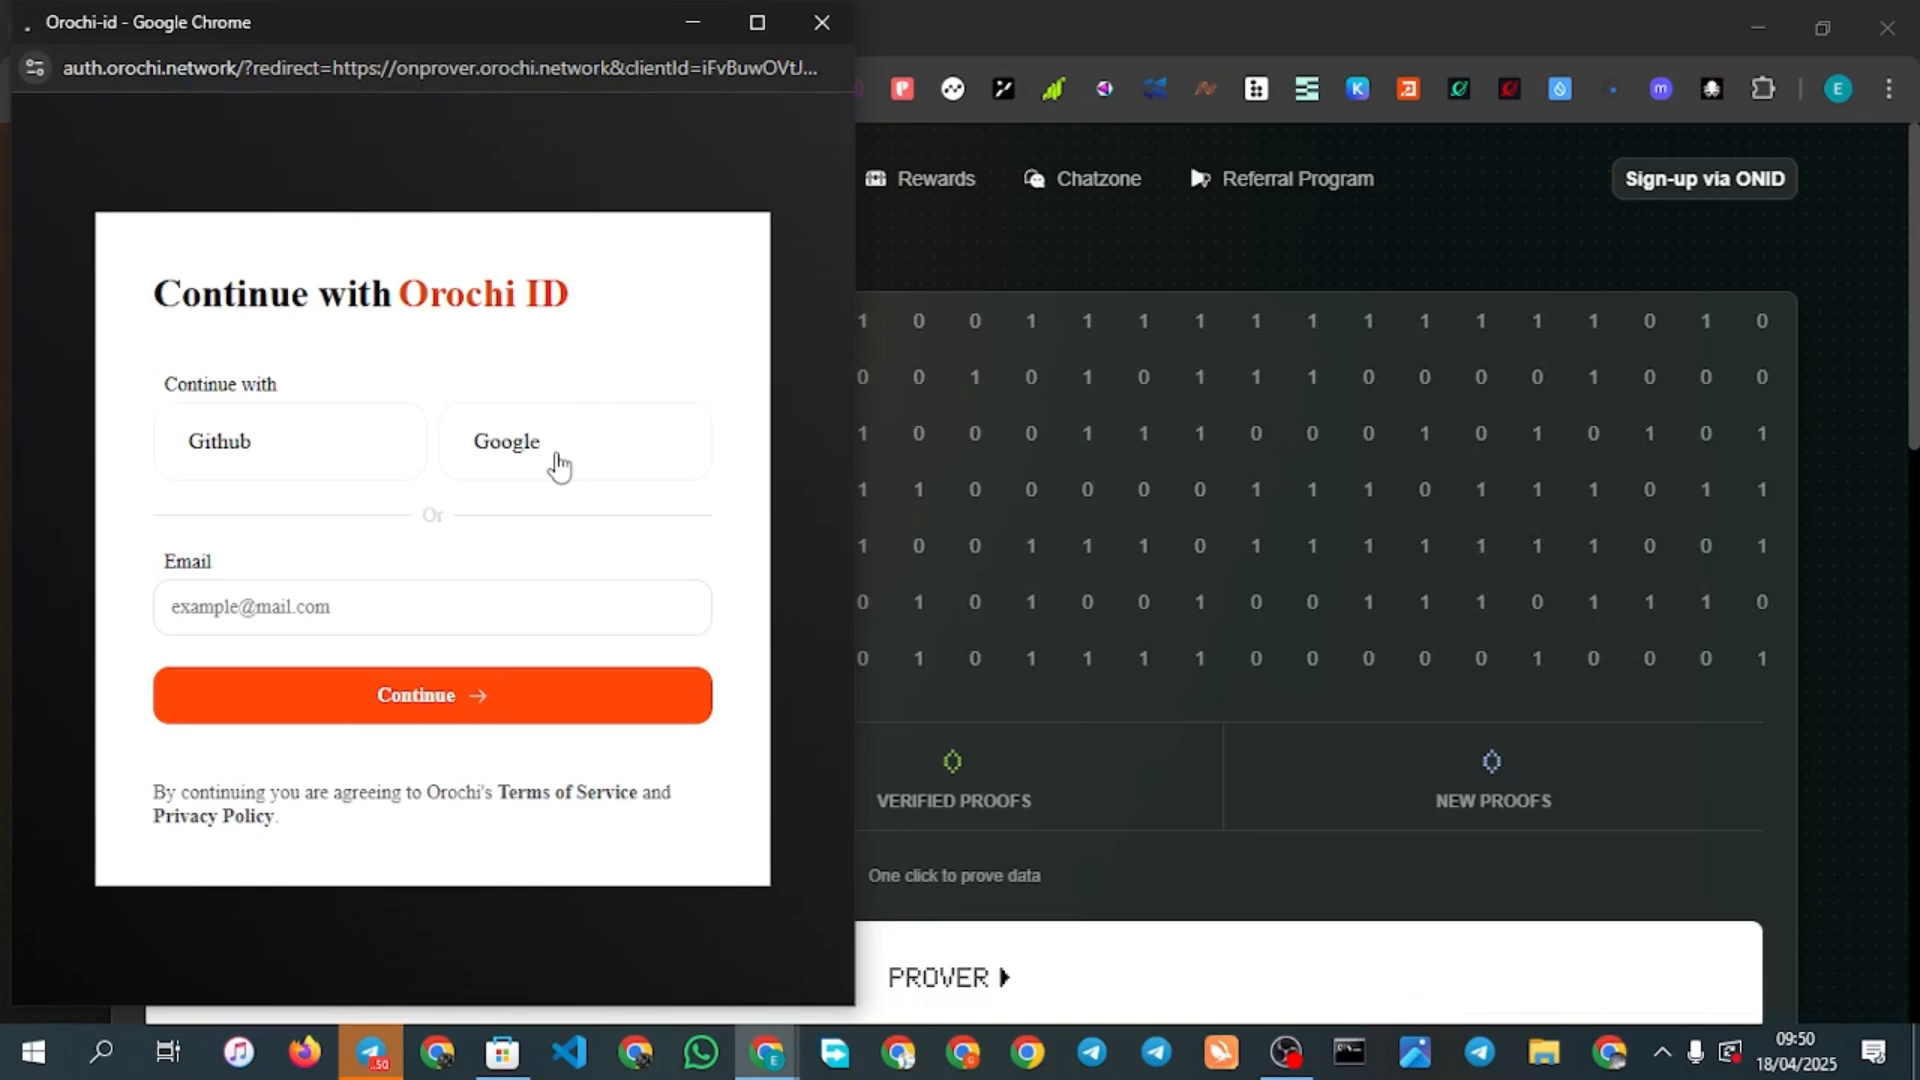 Orochi-id - Google Chrome
auth.orochi.network/?redirect=https://onprover.orochi.network&clientId=iFvBuwOVtJ...
Continue with Orochi ID
Continue with
Github
Google
Or
Email
example@mail.com
Continue →
By continuing you are agreeing to Orochi's Terms of Service and
Privacy Policy.
E
Rewards
Chatzone
Referral Program
Sign-up via ONID
1 0 0 1 1 1 1 1 1 1 1 1 1 1 0 1 0
0 0 1 0 1 0 1 1 1 0 0 0 0 1 0 0 0
1 0 0 0 1 1 1 0 0 0 1 0 1 0 1 0 1
1 1 0 0 0 0 0 1 1 1 0 1 1 1 0 1 1
1 0 0 1 1 1 0 1 1 1 1 1 1 1 0 0 1
0 1 0 1 0 0 1 0 0 1 1 1 0 1 1 1 0
0 1 0 1 1 1 1 0 0 0 0 0 1 0 0 0 1
0
VERIFIED PROOFS
0
NEW PROOFS
One click to prove data
PROVER
50
E
09:50
18/04/2025